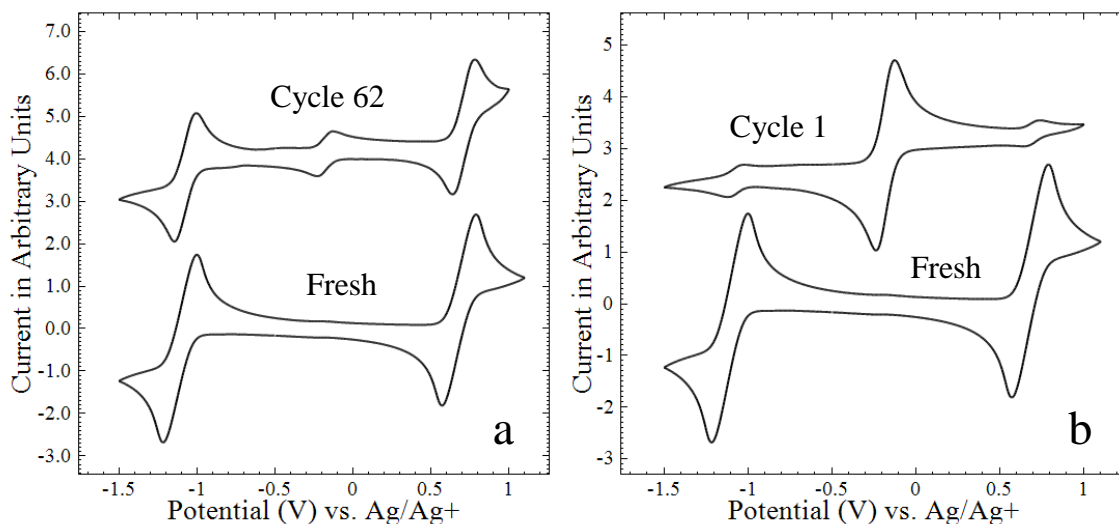 7.0
6.0
5.0
4.0
3.0
2.0
1.0
0.0
-1.0
-2.0
-3.0
Current in Arbitrary Units
Cycle 62
Fresh
a
-1.5 -1 -0.5 0 0.5 1
Potential (V) vs. Ag/Ag+
5
4
3
2
1
0
-1
-2
-3
Current in Arbitrary Units
Cycle 1
Fresh
b
-1.5 -1 -0.5 0 0.5 1
Potential (V) vs. Ag/Ag+